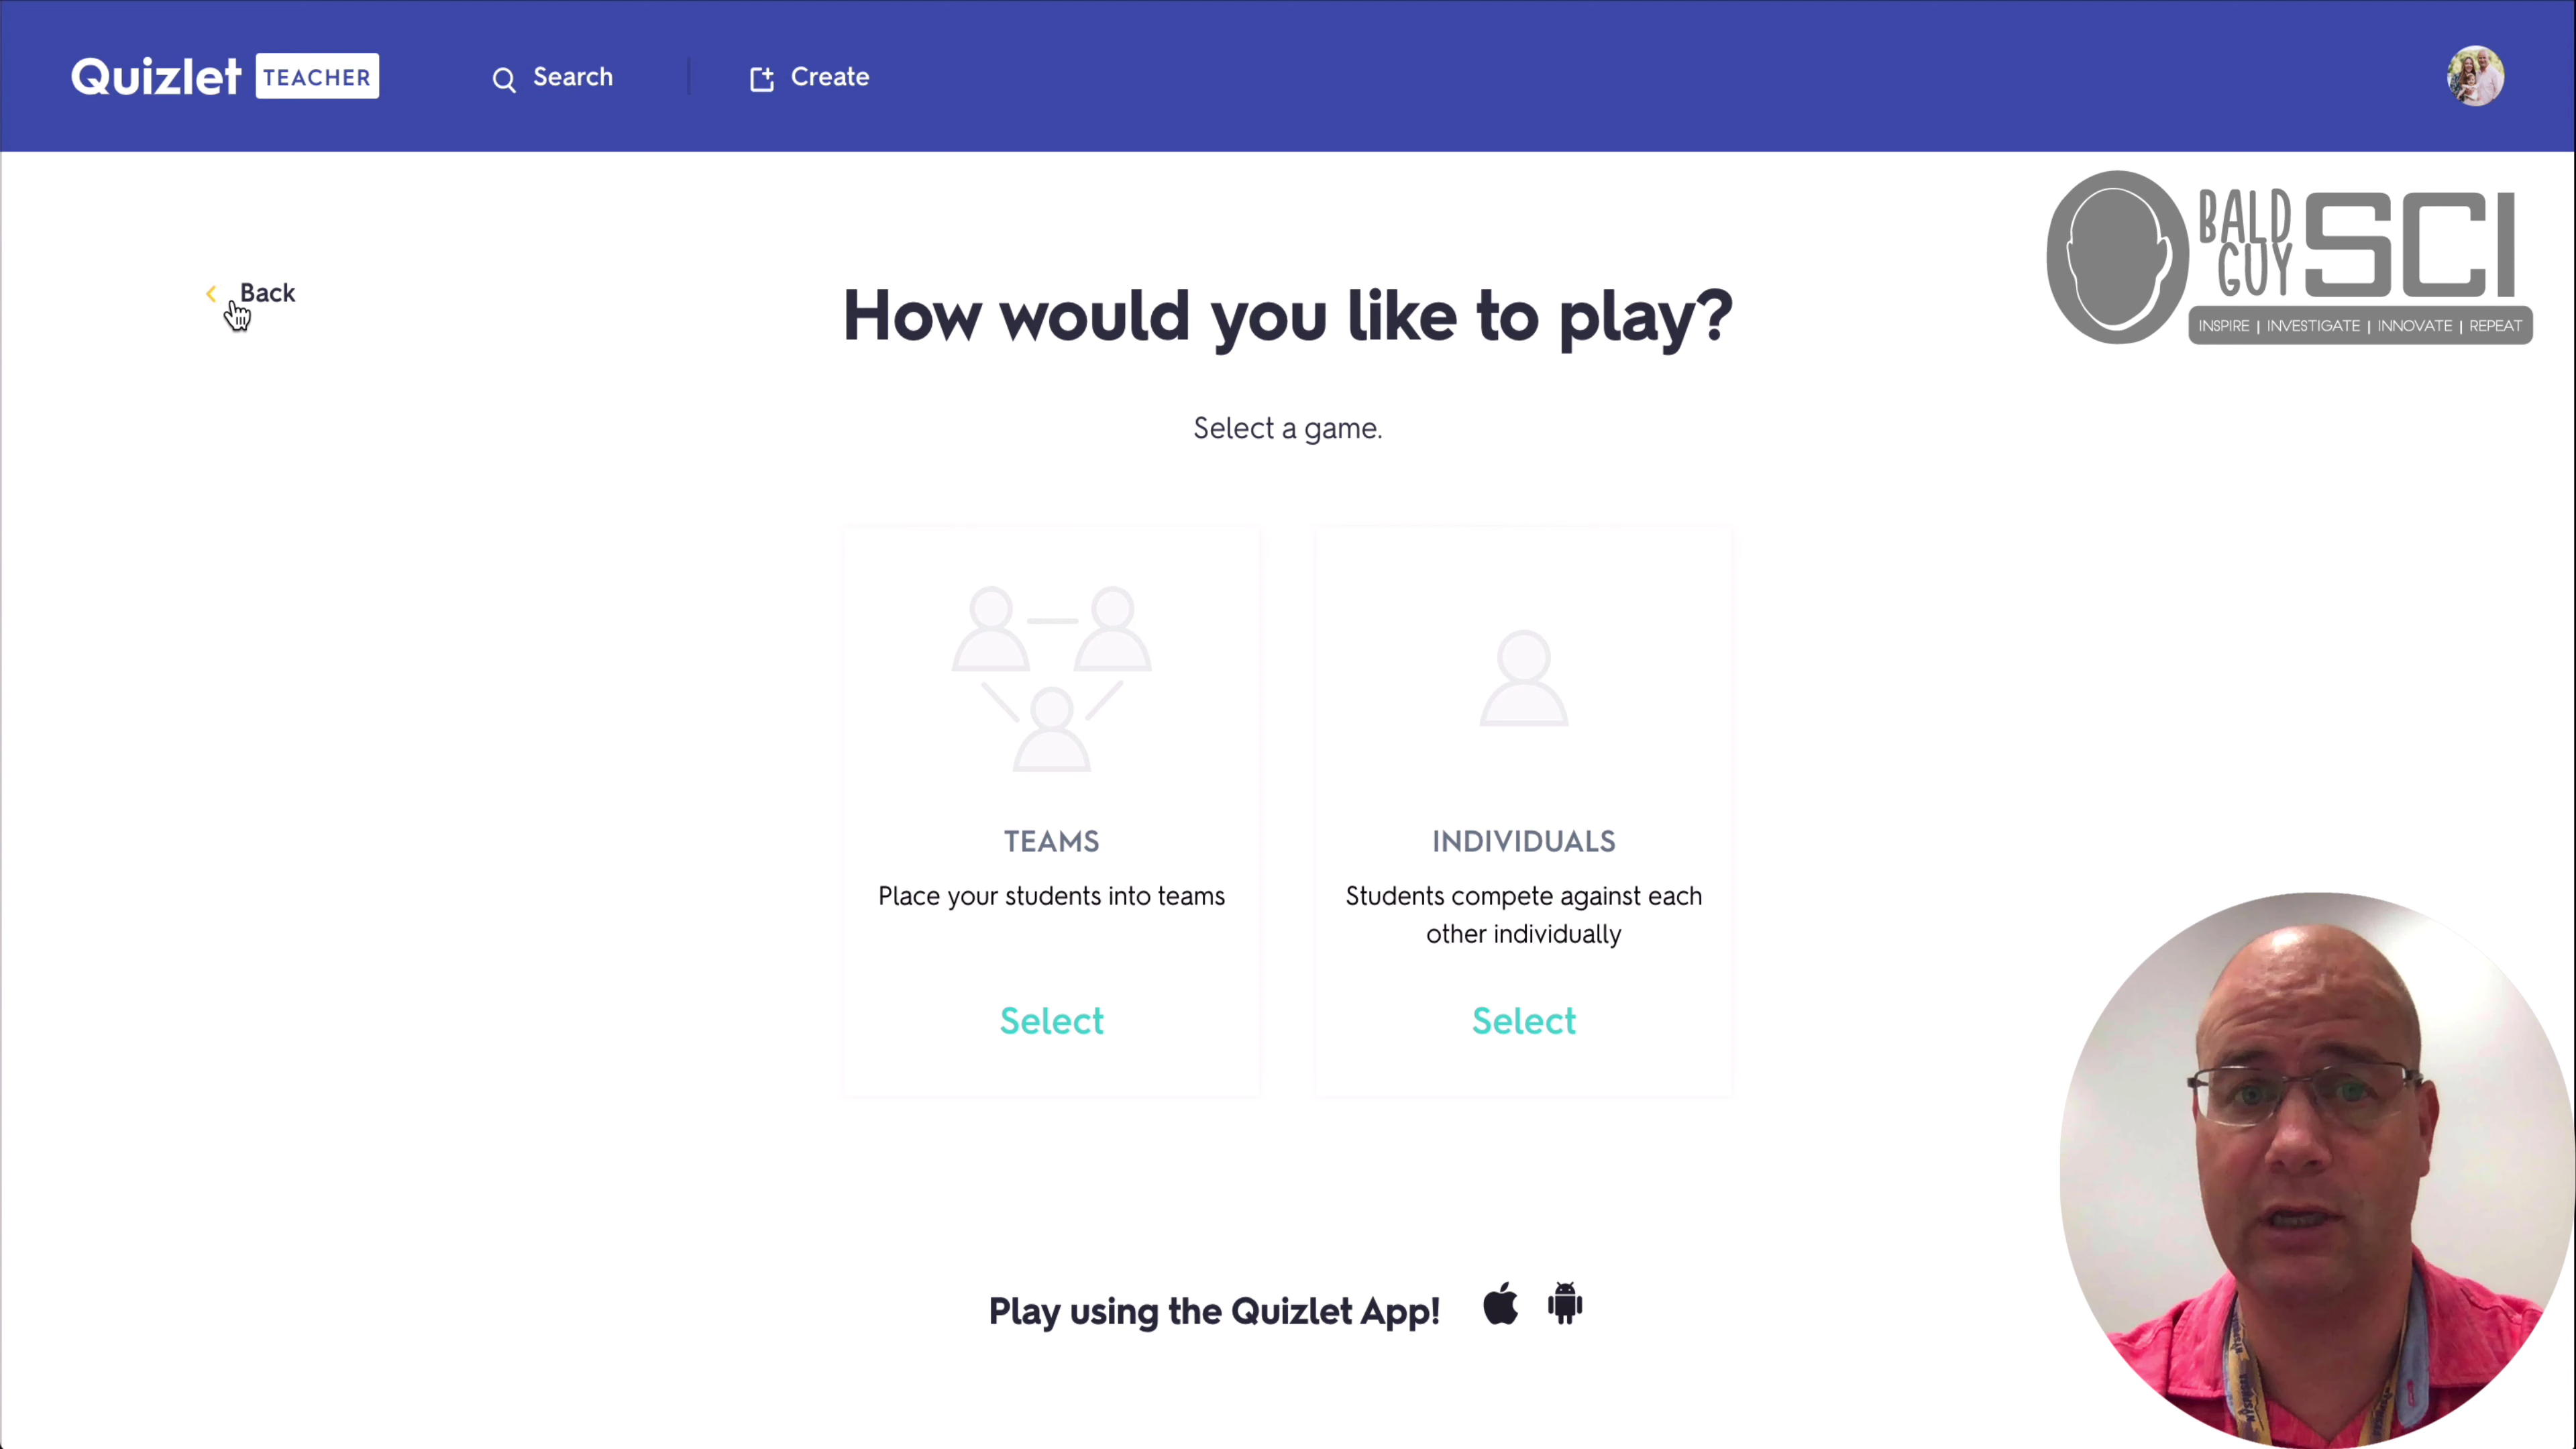 Quizlet TEACHER
Search
Create
BALD GUY SCI
INSPIRE | INVESTIGATE | INNOVATE | REPEAT
Back
How would you like to play?
Select a game.
TEAMS
Place your students into teams
Select
INDIVIDUALS
Students compete against each
other individually
Select
Play using the Quizlet App!